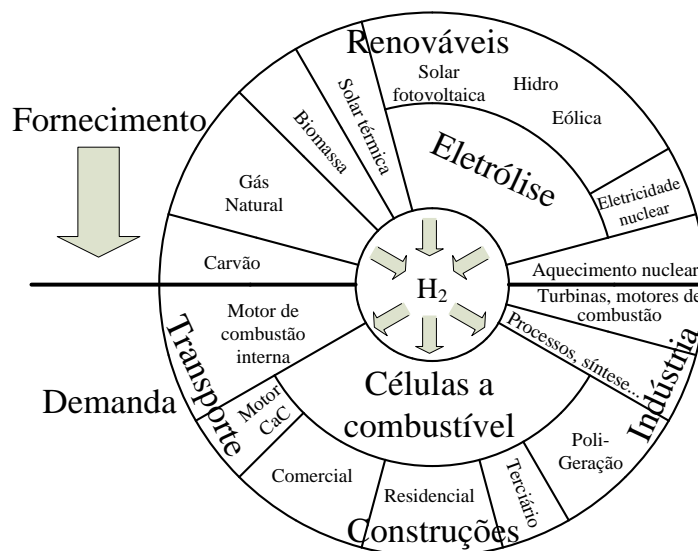 Renováveis
Solar
fotovoltaica
Hidro
Eólica
Solar térmica
Biomassa
Fornecimento
Eletrólise
Gás
Natural
Eletricidade
nuclear
Carvão
Aquecimento nuclear
H2
Turbinas, motores de
combustão
Motor de
combustão
interna
Processos, síntese...
Transporte
Indústria
Demanda
Células a
combustível
Motor
CaC
Poli-
Geração
Comercial
Residencial
Terciário
Construções